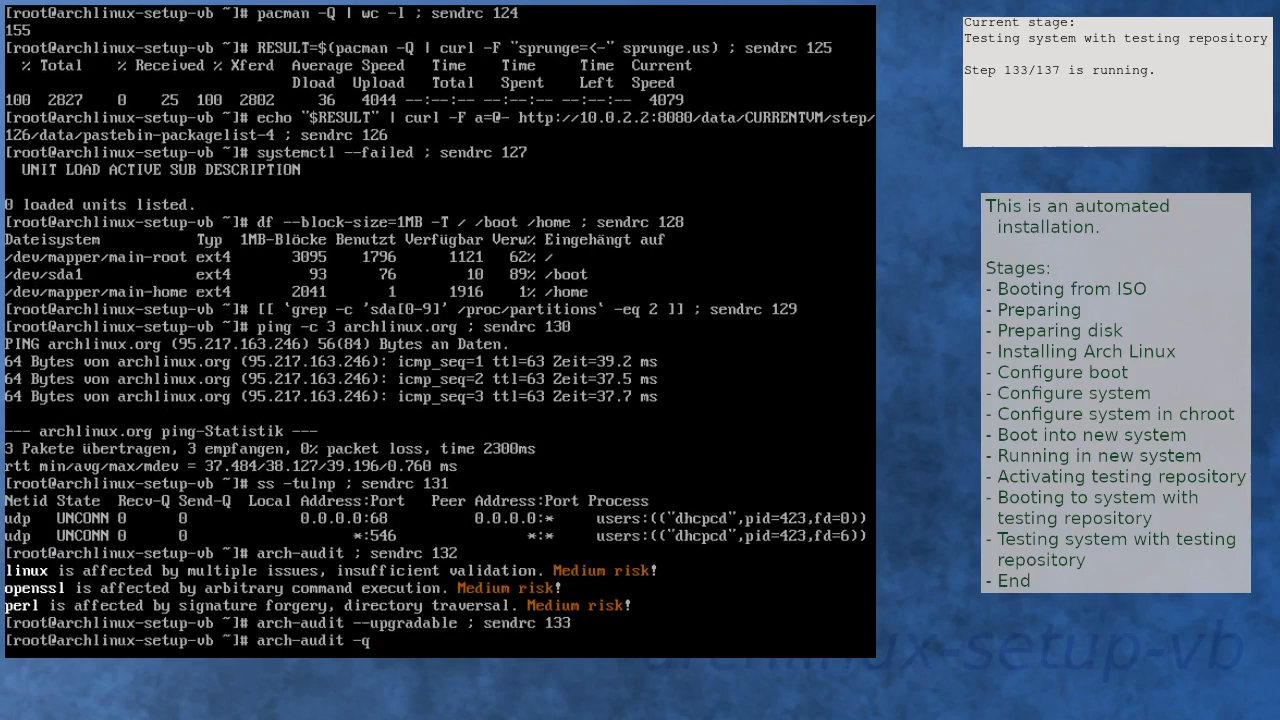 [root@archlinux-setup-vb ~]# pacman -Q | wc -l ; sendrc 124
155
[root@archlinux-setup-vb ~]# RESULT=$(pacman -Q | curl -F "sprunge=<-" sprunge.us) ; sendrc 125
% Total % Received % Xferd Average Speed Time Time Time Current
Dload Upload Total Spent Left Speed
100 2827 0 25 100 2802 36 4044 --:--:-- --:--:-- --:--:-- 4079
[root@archlinux-setup-vb ~]# echo "$RESULT" | curl -F a=@- http://10.0.2.2:8080/data/CURRENTVM/step/
126/data/pastebin-packagelist-4 ; sendrc 126
[root@archlinux-setup-vb ~]# systemctl --failed ; sendrc 127
UNIT LOAD ACTIVE SUB DESCRIPTION
0 loaded units listed.
[root@archlinux-setup-vb ~]# df --block-size=1MB -T / /boot /home ; sendrc 128
Dateisystem Typ 1MB-Blöcke Benutzt Verfügbar Verw% Eingehängt auf
/dev/mapper/main-root ext4 3095 1796 1121 62% /
/dev/sda1 ext4 93 76 10 89% /boot
/dev/mapper/main-home ext4 2041 1 1916 1% /home
[root@archlinux-setup-vb ~]# [[ `grep -c 'sda[0-9]' /proc/partitions` -eq 2 ]] ; sendrc 129
[root@archlinux-setup-vb ~]# ping -c 3 archlinux.org ; sendrc 130
PING archlinux.org (95.217.163.246) 56(84) Bytes an Daten.
64 Bytes von archlinux.org (95.217.163.246): icmp_seq=1 ttl=63 Zeit=39.2 ms
64 Bytes von archlinux.org (95.217.163.246): icmp_seq=2 ttl=63 Zeit=37.5 ms
64 Bytes von archlinux.org (95.217.163.246): icmp_seq=3 ttl=63 Zeit=37.7 ms
--- archlinux.org ping-Statistik ---
3 Pakete übertragen, 3 empfangen, 0% packet loss, time 2300ms
rtt min/avg/max/mdev = 37.484/38.127/39.196/0.760 ms
[root@archlinux-setup-vb ~]# ss -tulnp ; sendrc 131
Netid State Recv-Q Send-Q Local Address:Port Peer Address:Port Process
udp UNCONN 0 0 0.0.0.0:68 0.0.0.0:* users:(("dhcpcd",pid=423,fd=0))
udp UNCONN 0 0 *:546 *:* users:(("dhcpcd",pid=423,fd=6))
[root@archlinux-setup-vb ~]# arch-audit ; sendrc 132
linux is affected by multiple issues, insufficient validation. Medium risk!
openssl is affected by arbitrary command execution. Medium risk!
perl is affected by signature forgery, directory traversal. Medium risk!
[root@archlinux-setup-vb ~]# arch-audit --upgradable ; sendrc 133
[root@archlinux-setup-vb ~]# arch-audit -q
Current stage:
Testing system with testing repository
Step 133/137 is running.
This is an automated
installation.
Stages:
- Booting from ISO
- Preparing
- Preparing disk
- Installing Arch Linux
- Configure boot
- Configure system
- Configure system in chroot
- Boot into new system
- Running in new system
- Activating testing repository
- Booting to system with
testing repository
- Testing system with testing
repository
- End
archlinux-setup-vb